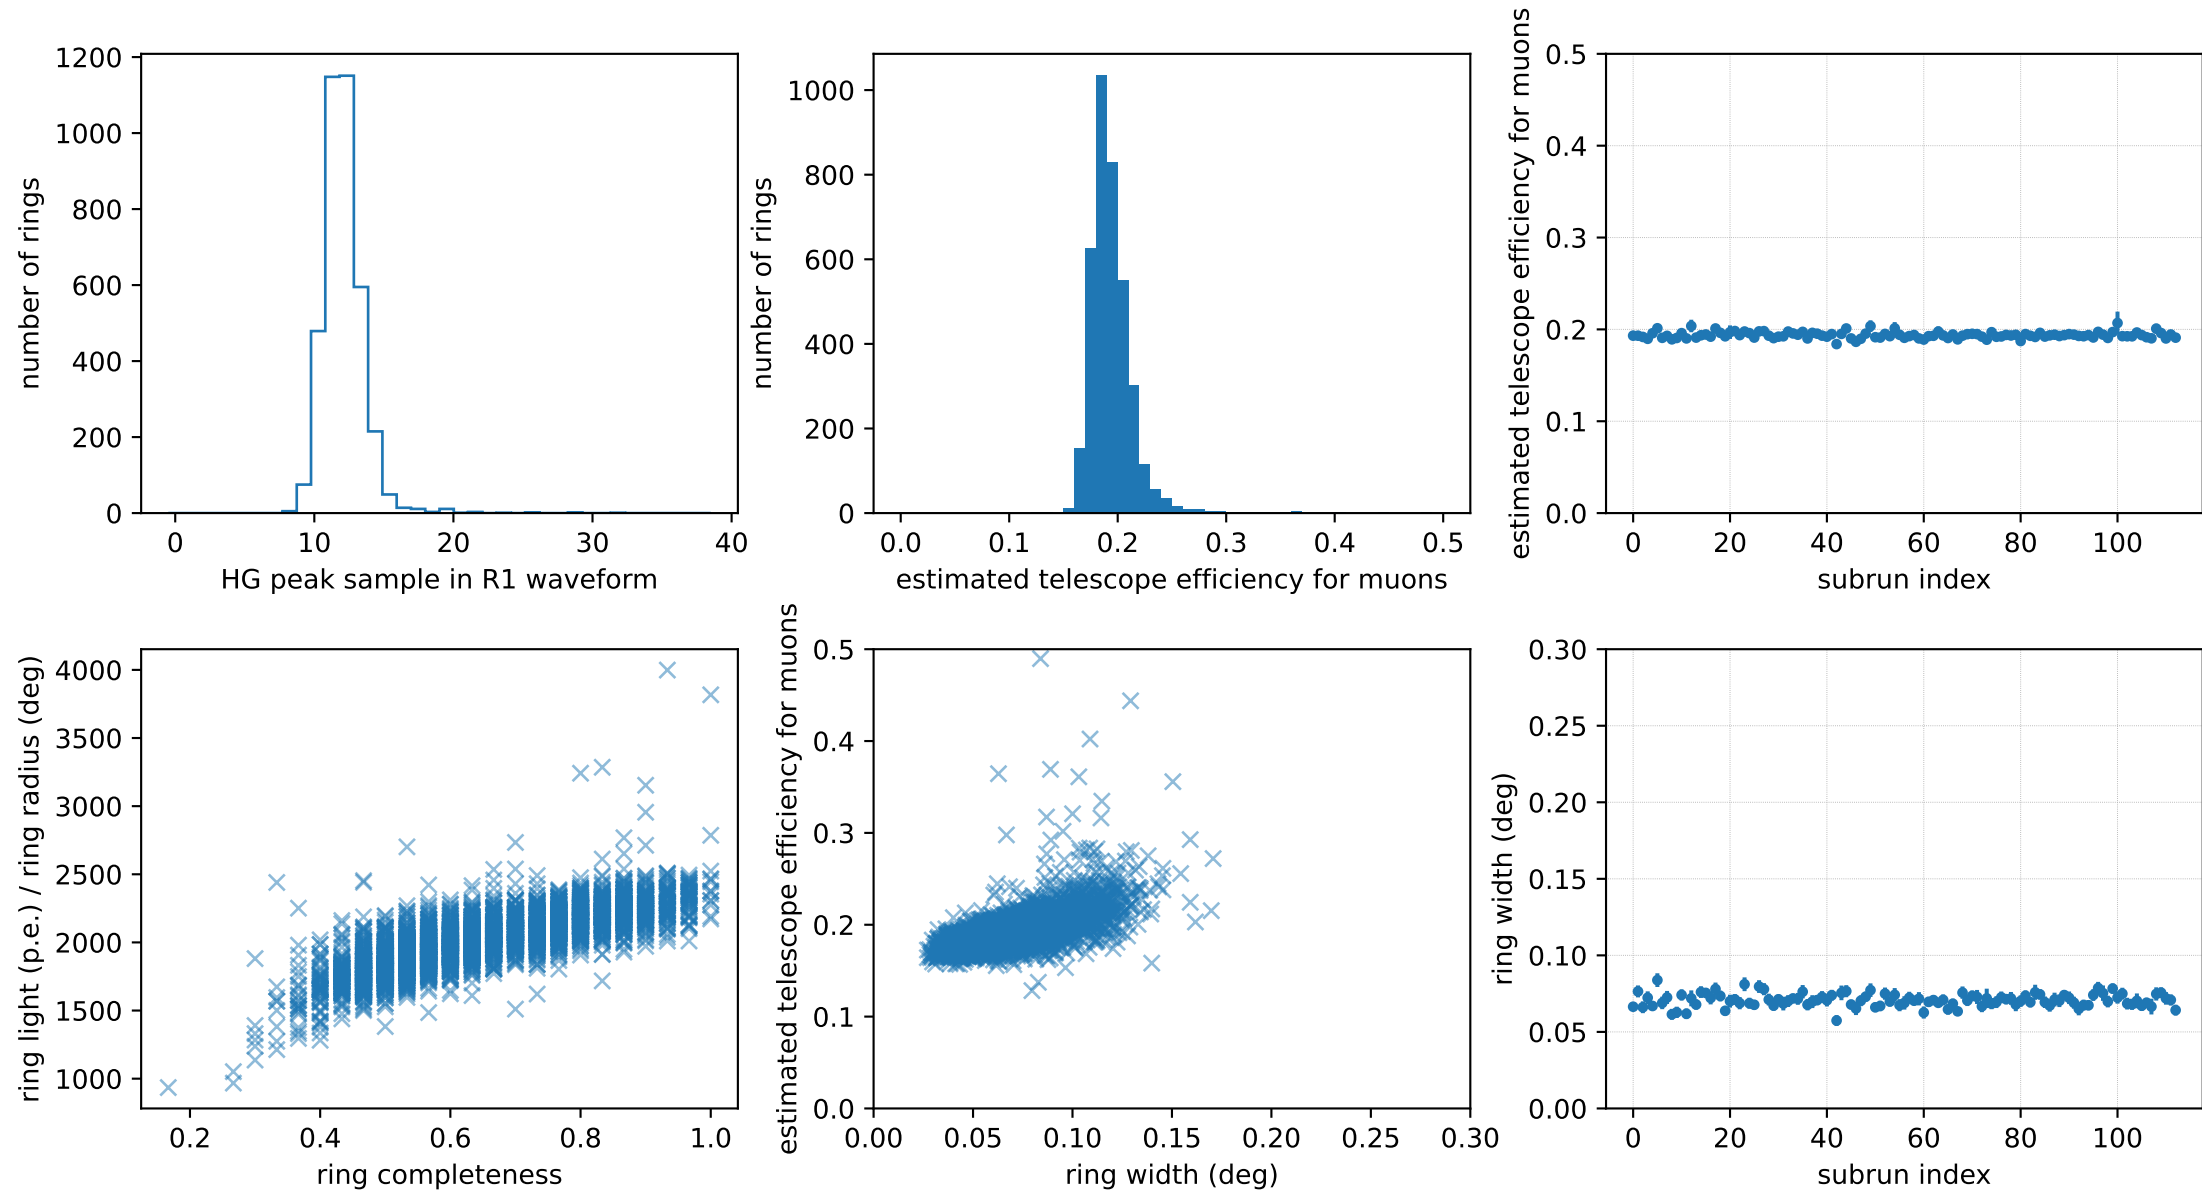 1200
1000
800
600
400
200
0
number of rings
0 10 20 30 40
HG peak sample in R1 waveform
1000
800
600
400
200
0
number of rings
0.0 0.1 0.2 0.3 0.4 0.5
estimated telescope efficiency for muons
0.5
0.4
0.3
0.2
0.1
0.0
estimated telescope efficiency for muons
0 20 40 60 80 100
subrun index
4000
3500
3000
2500
2000
1500
1000
ring light (p.e.) / ring radius (deg)
0.2 0.4 0.6 0.8 1.0
ring completeness
0.5
0.4
0.3
0.2
0.1
0.0
estimated telescope efficiency for muons
0.00 0.05 0.10 0.15 0.20 0.25 0.30
ring width (deg)
0.30
0.25
0.20
0.15
0.10
0.05
0.00
ring width (deg)
0 20 40 60 80 100
subrun index